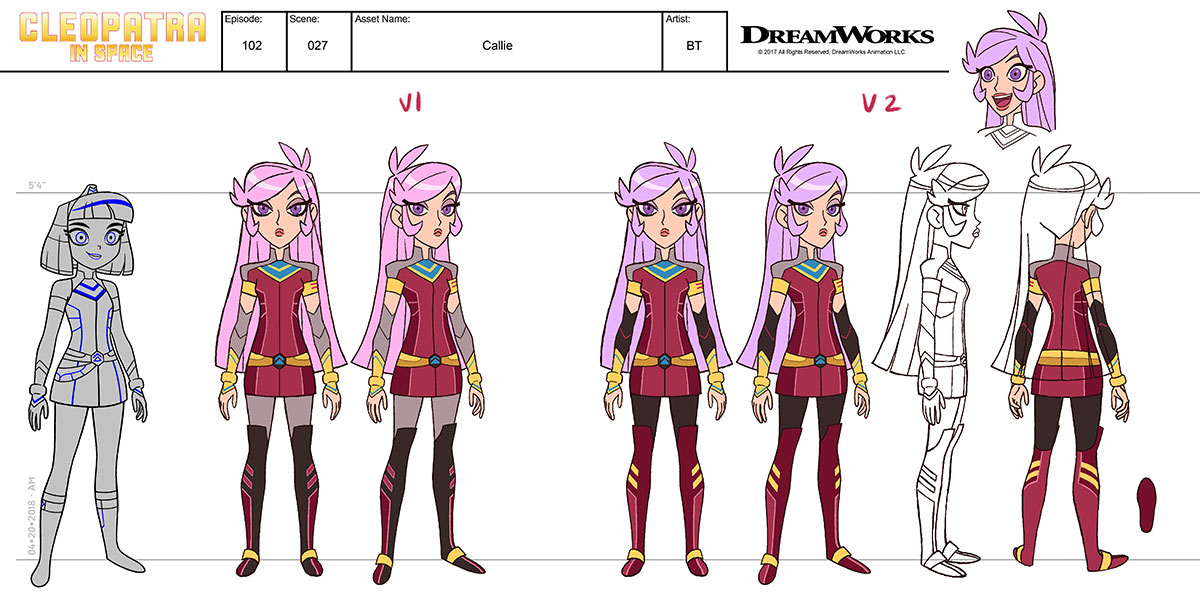 CLEOPATRA
IN SPACE
Episode:
102
Scene:
027
Asset Name:
Callie
Artist:
BT
DREAMWORKS
© 2017 All Rights Reserved, DreamWorks Animation LLC
V1
V2
5'4"
04•20•2018 - AM